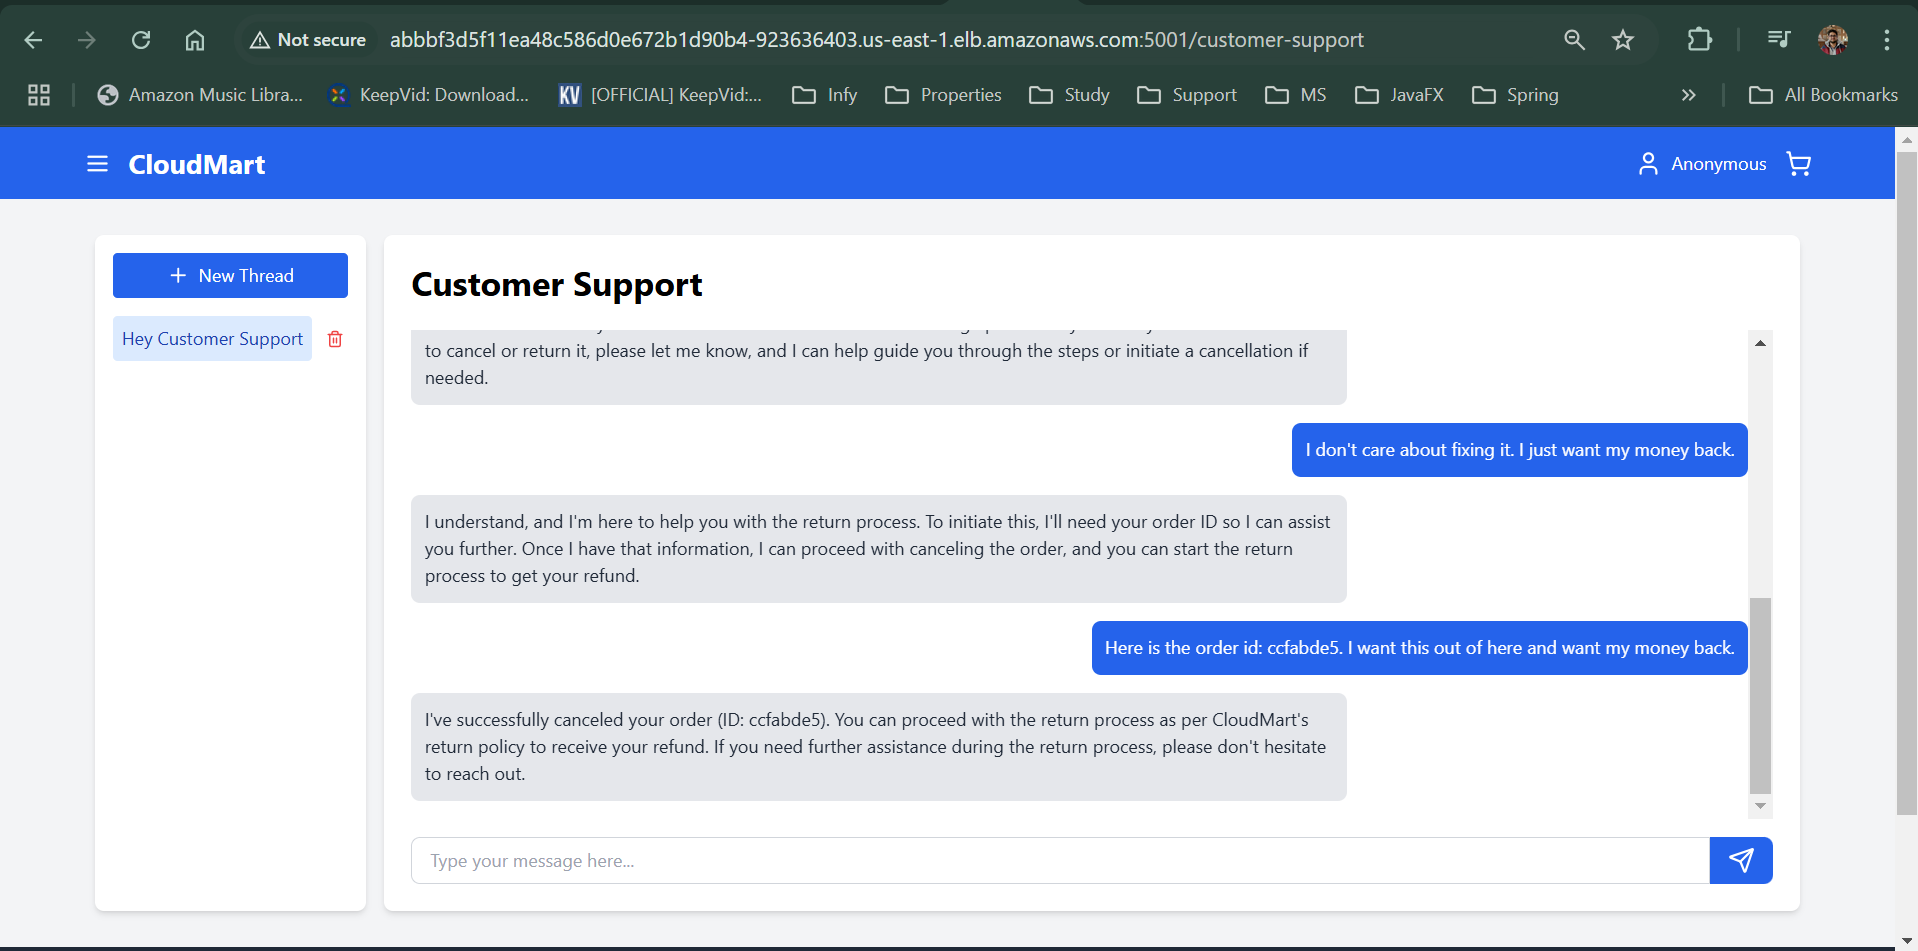 Not secure
abbbf3d5f11ea48c586d0e672b1d90b4-923636403.us-east-1.elb.amazonaws.com:5001/customer-support
Amazon Music Libra...
KeepVid: Download...
KV
[OFFICIAL] KeepVid:...
Infy
Properties
Study
Support
MS
JavaFX
Spring
All Bookmarks
CloudMart
Anonymous
New Thread
Hey Customer Support
Customer Support
to cancel or return it, please let me know, and I can help guide you through the steps or initiate a cancellation if
needed.
I don't care about fixing it. I just want my money back.
I understand, and I'm here to help you with the return process. To initiate this, I'll need your order ID so I can assist
you further. Once I have that information, I can proceed with canceling the order, and you can start the return
process to get your refund.
Here is the order id: ccfabde5. I want this out of here and want my money back.
I've successfully canceled your order (ID: ccfabde5). You can proceed with the return process as per CloudMart's
return policy to receive your refund. If you need further assistance during the return process, please don't hesitate
to reach out.
Type your message here...